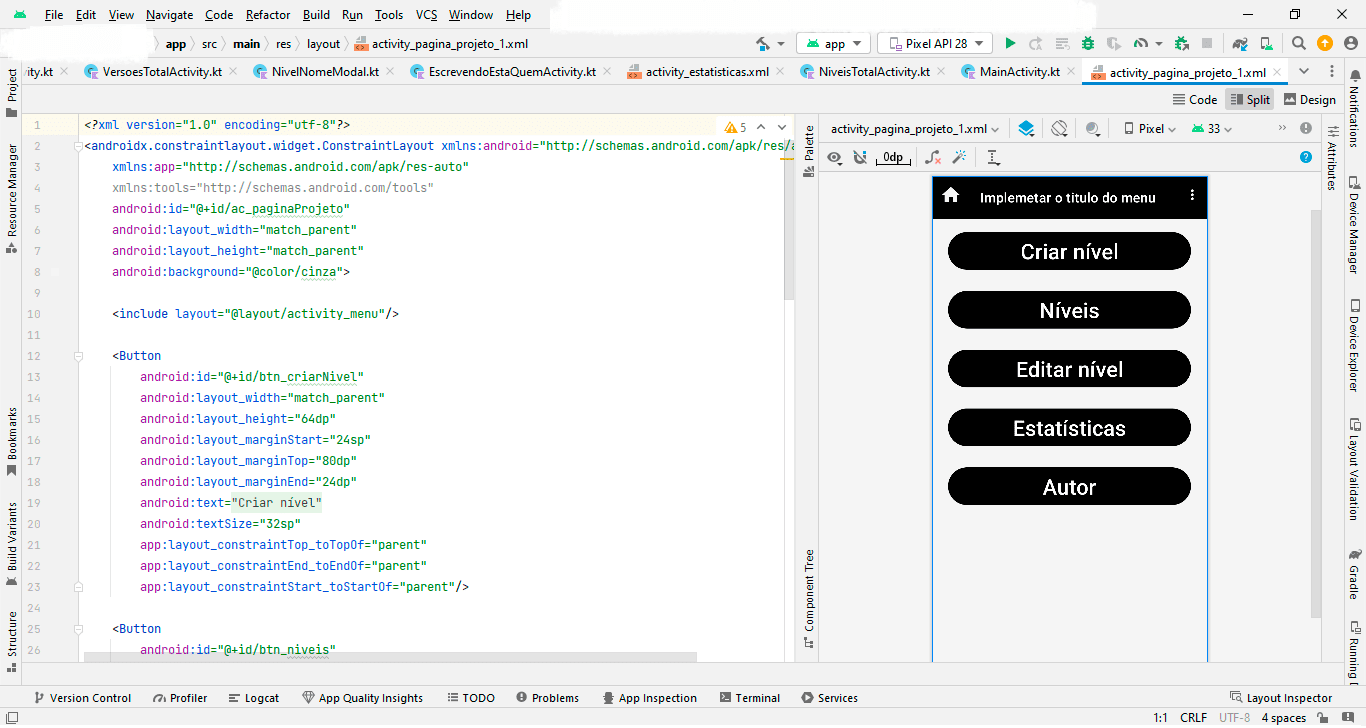 File Edit View Navigate Code Refactor Build Run Tools VCS Window Help
app src main res layout activity_pagina_projeto_1.xml app Pixel API 28
ity.kt VersoesTotalActivity.kt NivelNomeModal.kt EscrevendoEstaQuemActivity.kt activity_estatisticas.xml NiveisTotalActivity.kt MainActivity.kt activity_pagina_projeto_1.xml
Code Split Design
Project
Resource Manager
Bookmarks
Build Variants
Structure
1 <?xml version="1.0" encoding="utf-8"?>
2 <androidx.constraintlayout.widget.ConstraintLayout xmlns:android="http://schemas.android.com/apk/res/a
3 xmlns:app="http://schemas.android.com/apk/res-auto"
4 xmlns:tools="http://schemas.android.com/tools"
5 android:id="@+id/ac_paginaProjeto"
6 android:layout_width="match_parent"
7 android:layout_height="match_parent"
8 android:background="@color/cinza">
9
10 <include layout="@layout/activity_menu"/>
11
12 <Button
13 android:id="@+id/btn_criarNivel"
14 android:layout_width="match_parent"
15 android:layout_height="64dp"
16 android:layout_marginStart="24sp"
17 android:layout_marginTop="80dp"
18 android:layout_marginEnd="24dp"
19 android:text="Criar nível"
20 android:textSize="32sp"
21 app:layout_constraintTop_toTopOf="parent"
22 app:layout_constraintEnd_toEndOf="parent"
23 app:layout_constraintStart_toStartOf="parent"/>
24
25 <Button
26 android:id="@+id/btn_niveis"
5
Palette
Component Tree
activity_pagina_projeto_1.xml Pixel 33
0dp
Implemetar o titulo do menu
Criar nível
Níveis
Editar nível
Estatísticas
Autor
Attributes
Notifications
Device Manager
Device Explorer
Layout Validation
Gradle
Running D
Version Control Profiler Logcat App Quality Insights TODO Problems App Inspection Terminal Services Layout Inspector
1:1 CRLF UTF-8 4 spaces